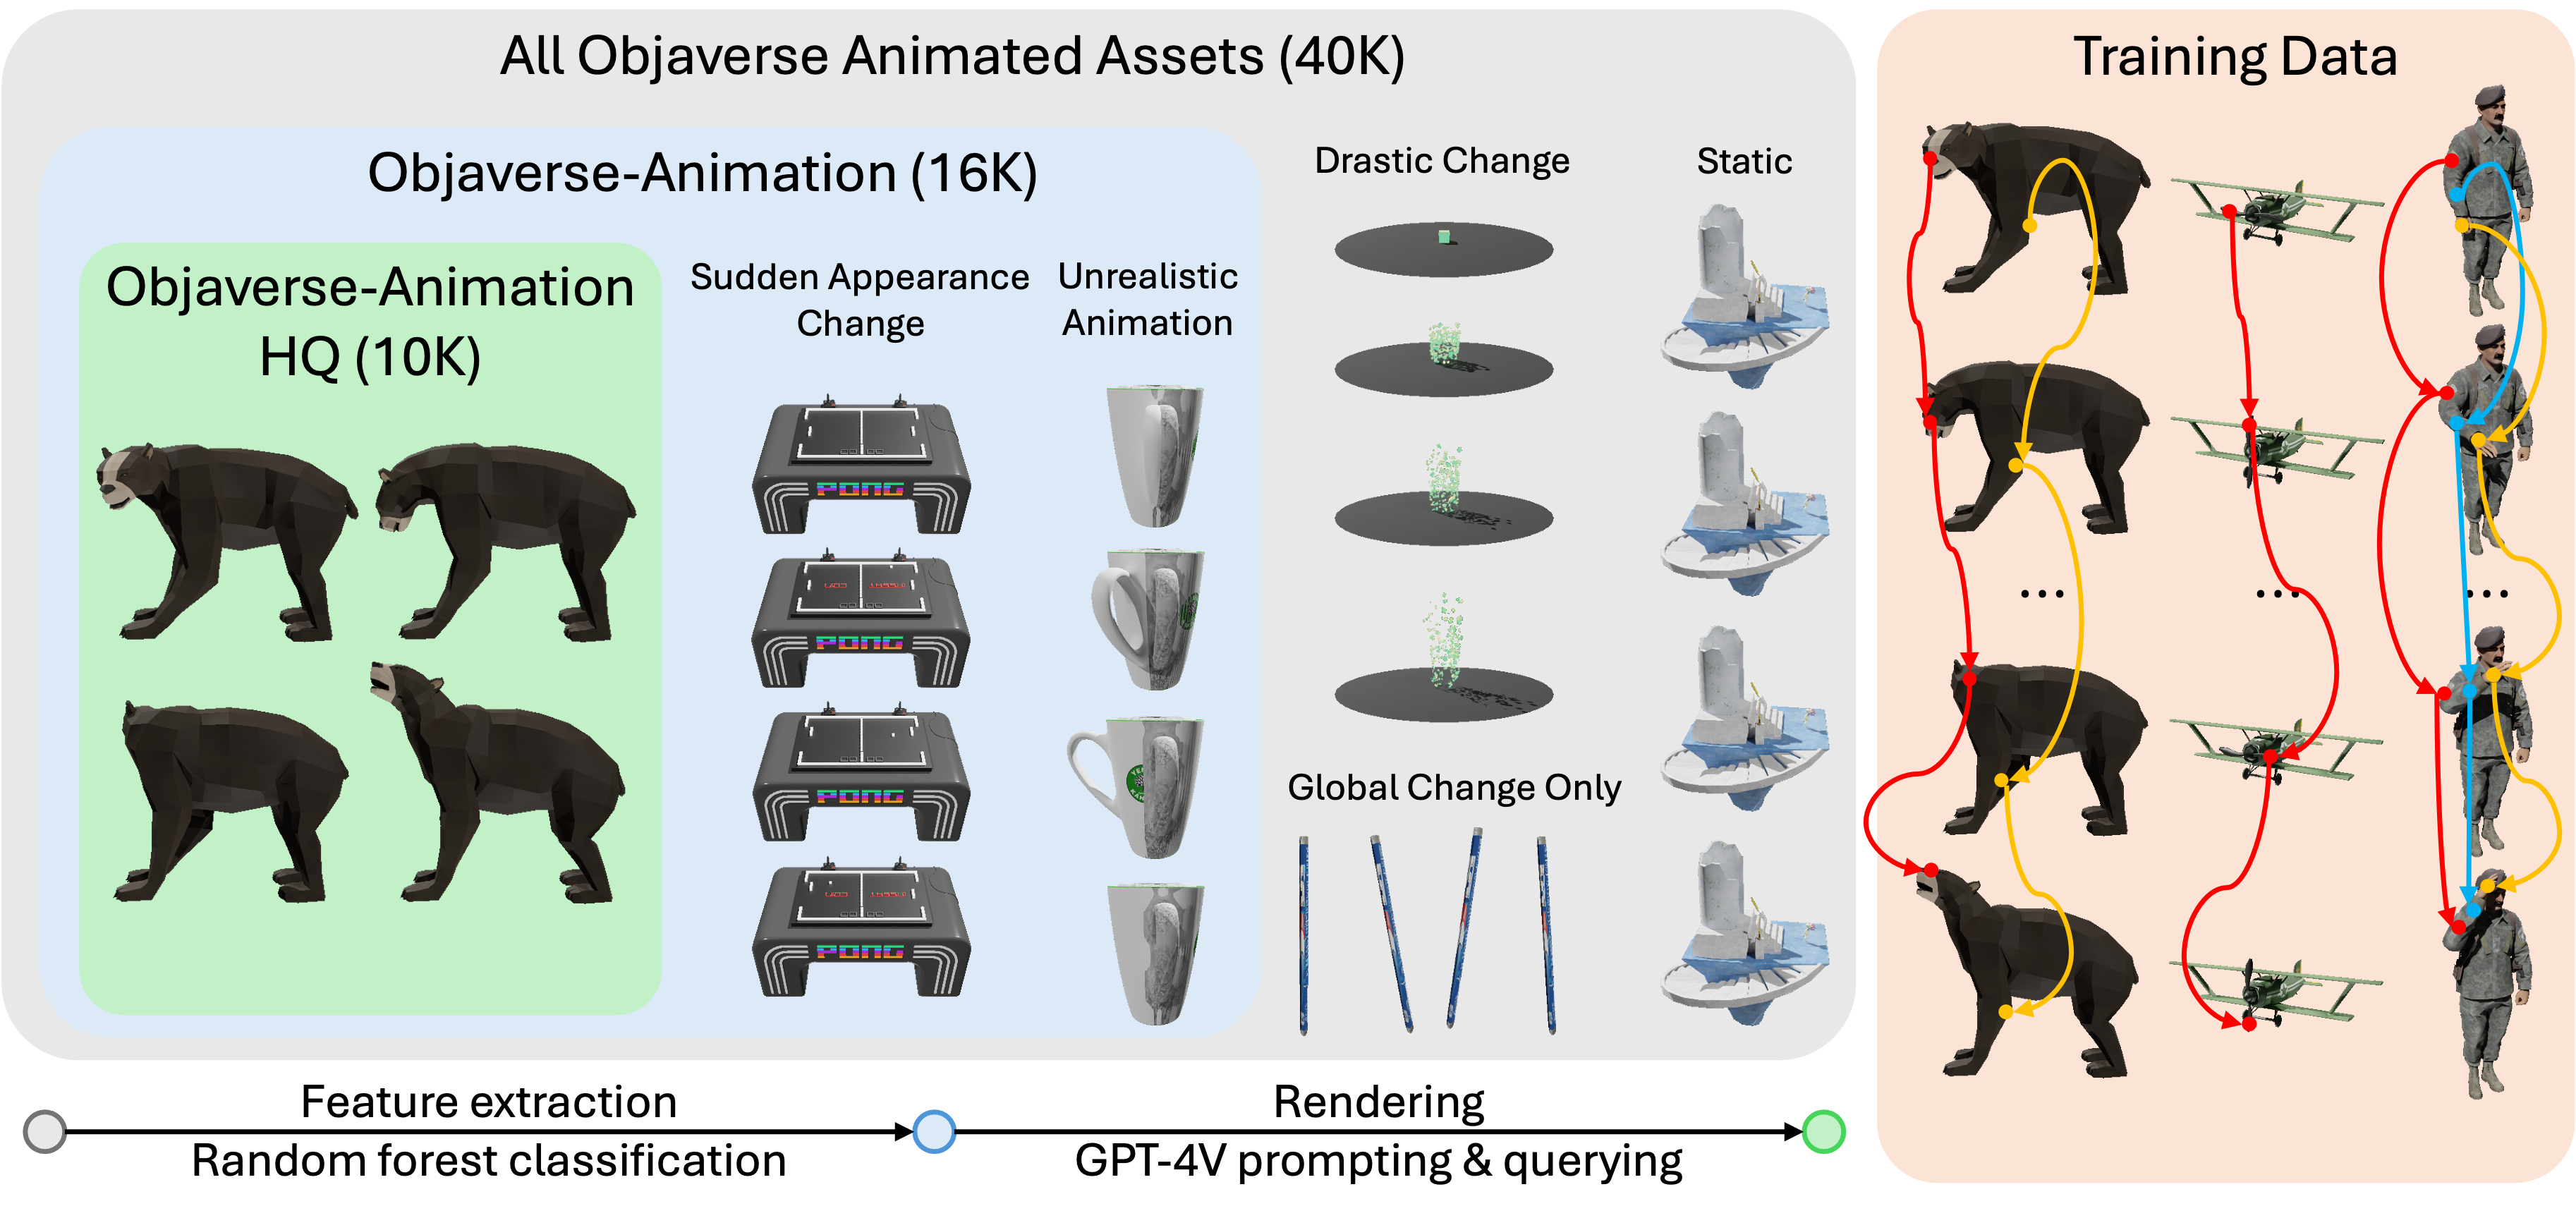 All Objaverse Animated Assets (40K)
Objaverse-Animation (16K)
Objaverse-Animation
HQ (10K)
Sudden Appearance
Change
Unrealistic
Animation
Drastic Change
Static
Global Change Only
PONG
PONG
PONG
PONG
Training Data
...
...
...
Feature extraction
Random forest classification
Rendering
GPT-4V prompting & querying